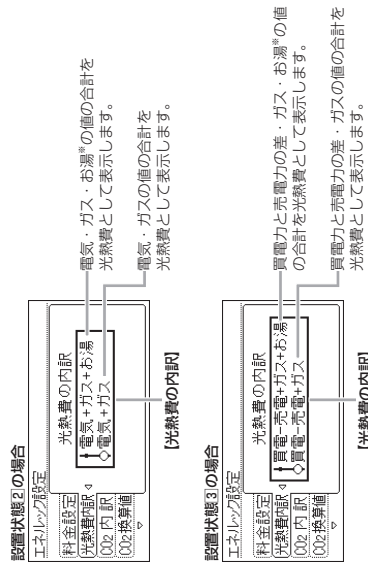 設置状態2の場合
エネルック設定
料金設定
光熱費内訳
CO2 内 訳
CO2換算値
光熱費の内訳
電気+ガス+お湯
電気+ガス
電気・ガス・お湯※の値の合計を
光熱費として表示します。
電気・ガスの値の合計を
光熱費として表示します。
【光熱費の内訳】
設置状態3の場合
エネルック設定
料金設定
光熱費内訳
CO2 内 訳
CO2換算値
光熱費の内訳
買電-売電+ガス+お湯
買電-売電+ガス
買電力と売電力の差・ガス・お湯※の値
の合計を光熱費として表示します。
買電力と売電力の差・ガスの値の合計を
光熱費として表示します。
【光熱費の内訳】